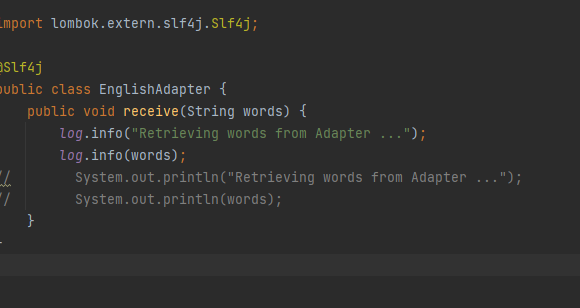 import lombok.extern.slf4j.Slf4j;
@Slf4j
public class EnglishAdapter {
public void receive(String words) {
log.info("Retrieving words from Adapter ...");
log.info(words);
// System.out.println("Retrieving words from Adapter ...");
// System.out.println(words);
}
}